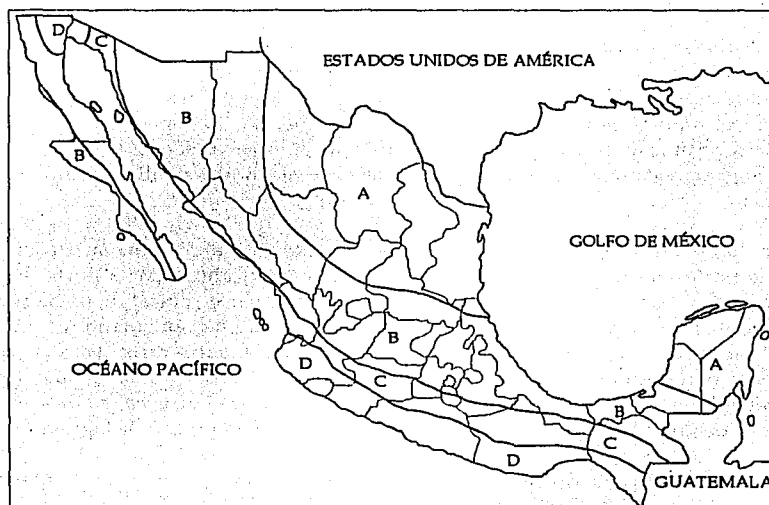 D
C
ESTADOS UNIDOS DE AMÉRICA
B
B
A
GOLFO DE MÉXICO
OCÉANO PACÍFICO
D
B
C
A
B
C
D
GUATEMALA